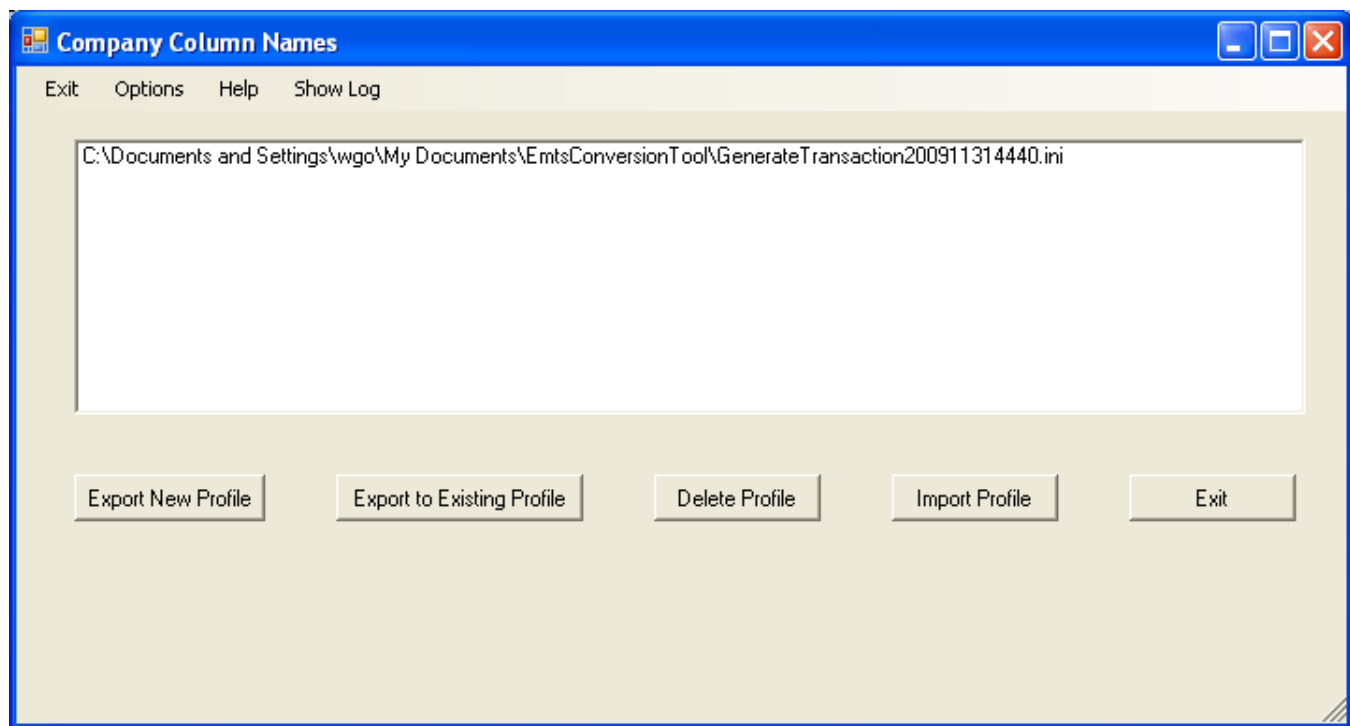 Company Column Names
Exit Options Help Show Log
C:\Documents and Settings\wgo\My Documents\EmtsConversionTool\GenerateTransaction200911314440.ini
Export New Profile Export to Existing Profile Delete Profile Import Profile Exit